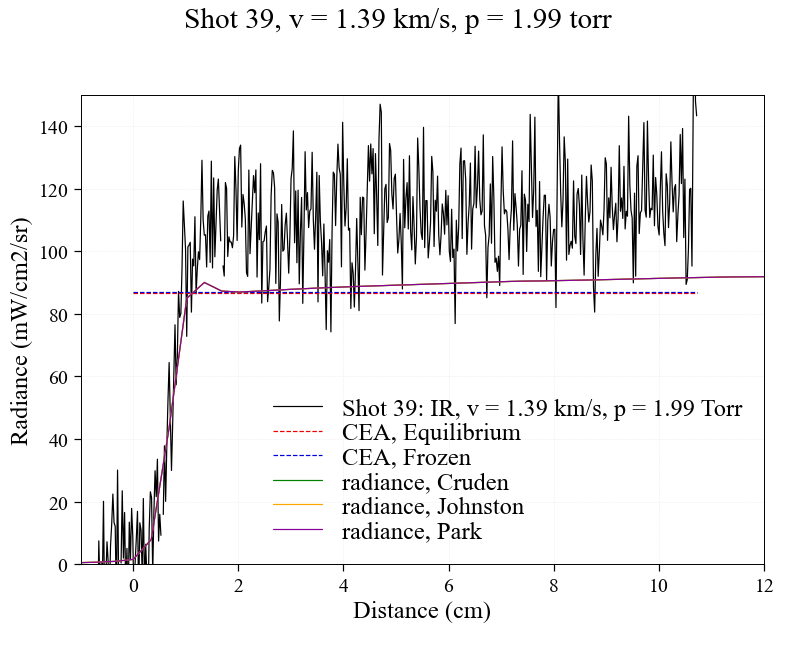 Shot 39, v = 1.39 km/s, p = 1.99 torr
Radiance (mW/cm2/sr)
140
120
100
80
60
40
20
0
Shot 39: IR, v = 1.39 km/s, p = 1.99 Torr
CEA, Equilibrium
CEA, Frozen
radiance, Cruden
radiance, Johnston
radiance, Park
0 2 4 6 8 10 12
Distance (cm)